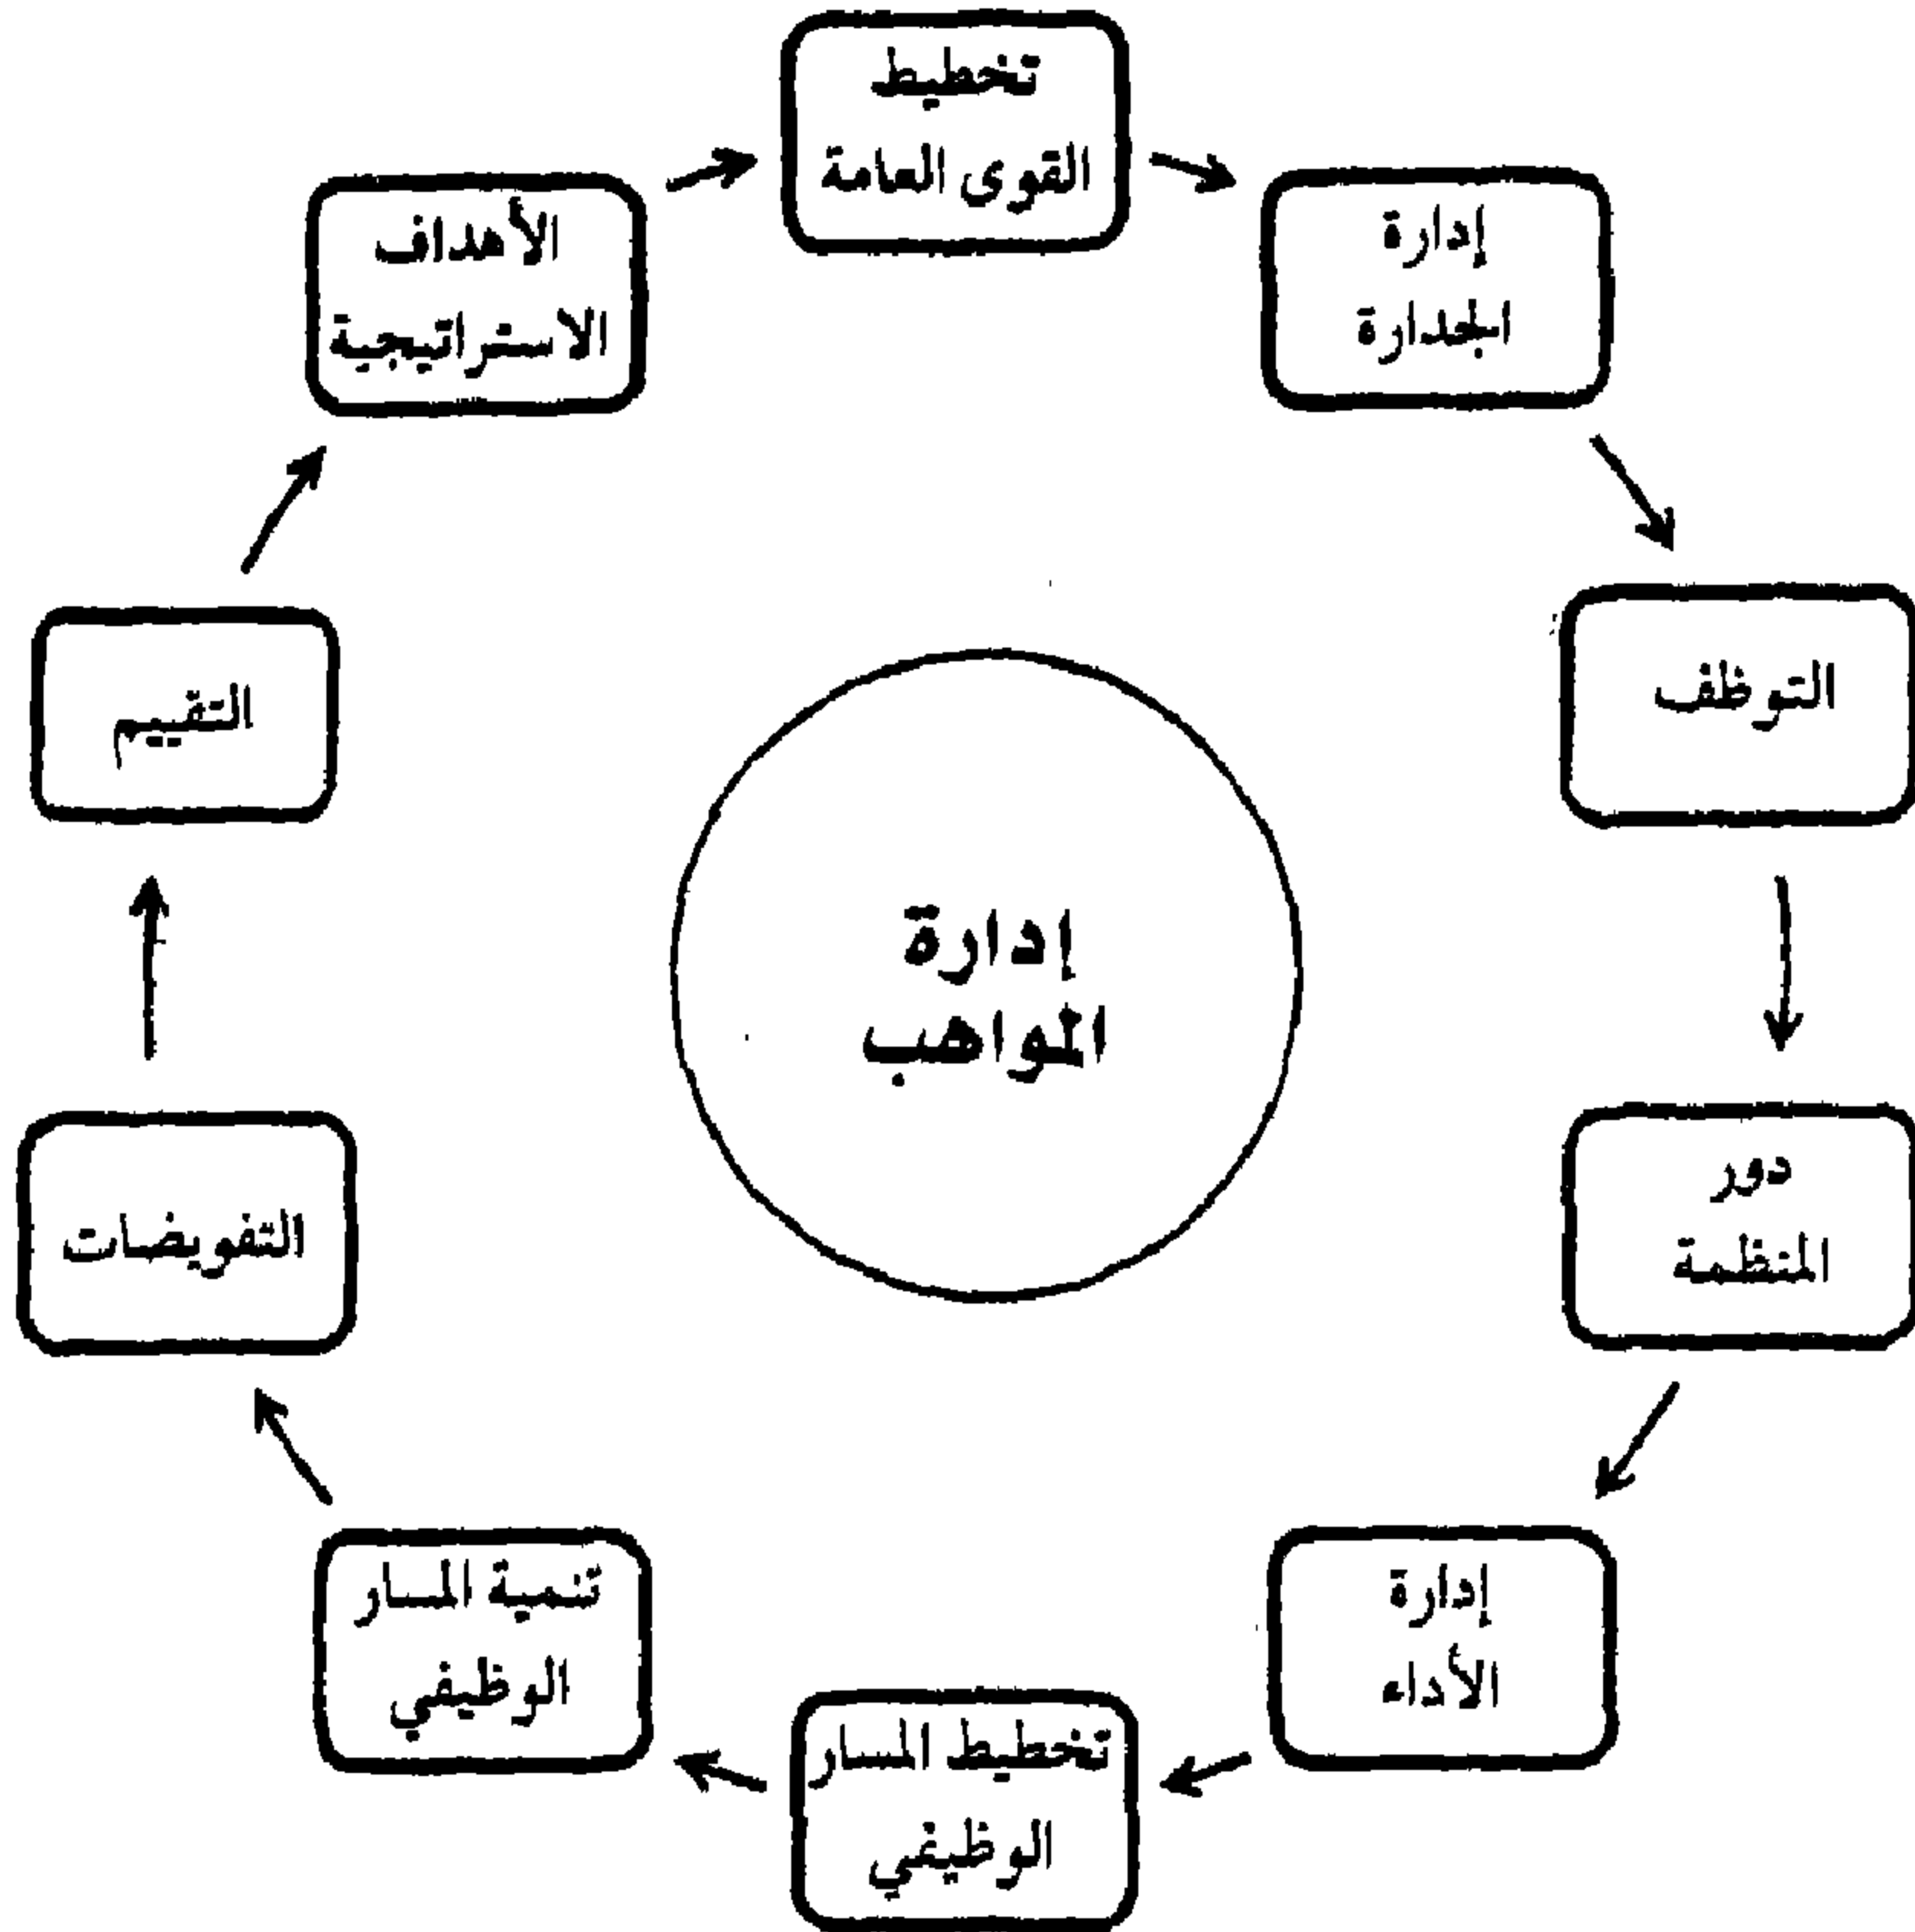 تخطيط
القوى العامة
إدارة
الجدارة
التوظف
دور
المنظمة
إدارة
الأداء
تخطيط المسار
الوظيفي
تنمية المسار
الوظيفي
التفويضات
التقييم
الأهداف
الاستراتيجية
إدارة
المواهب